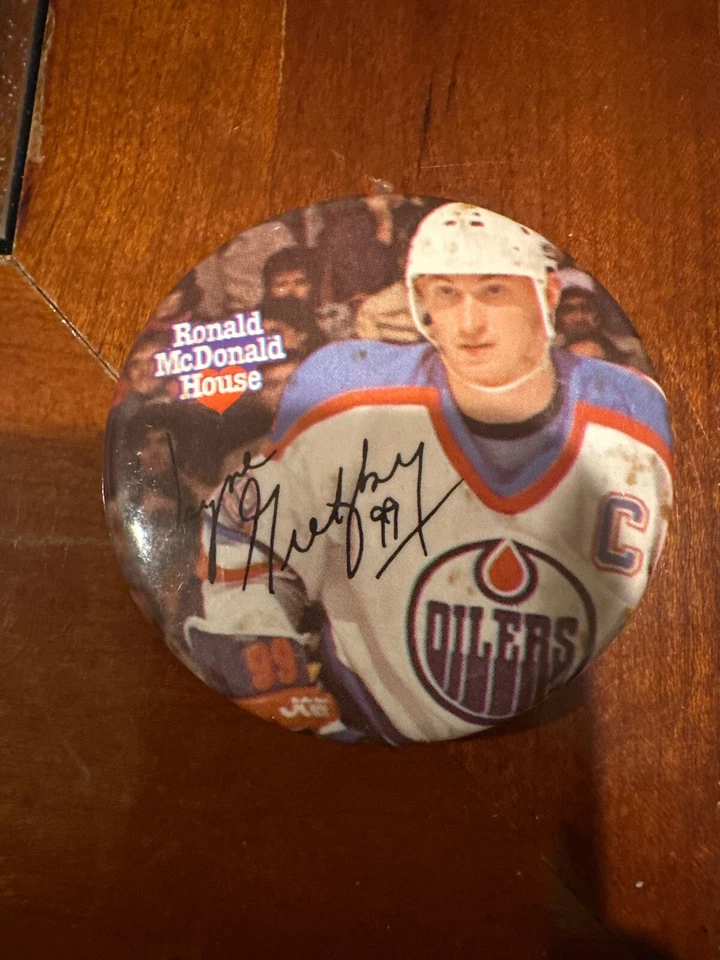 Ronald
McDonald
House
Wayne
Gretzky
99
C
OILERS
99